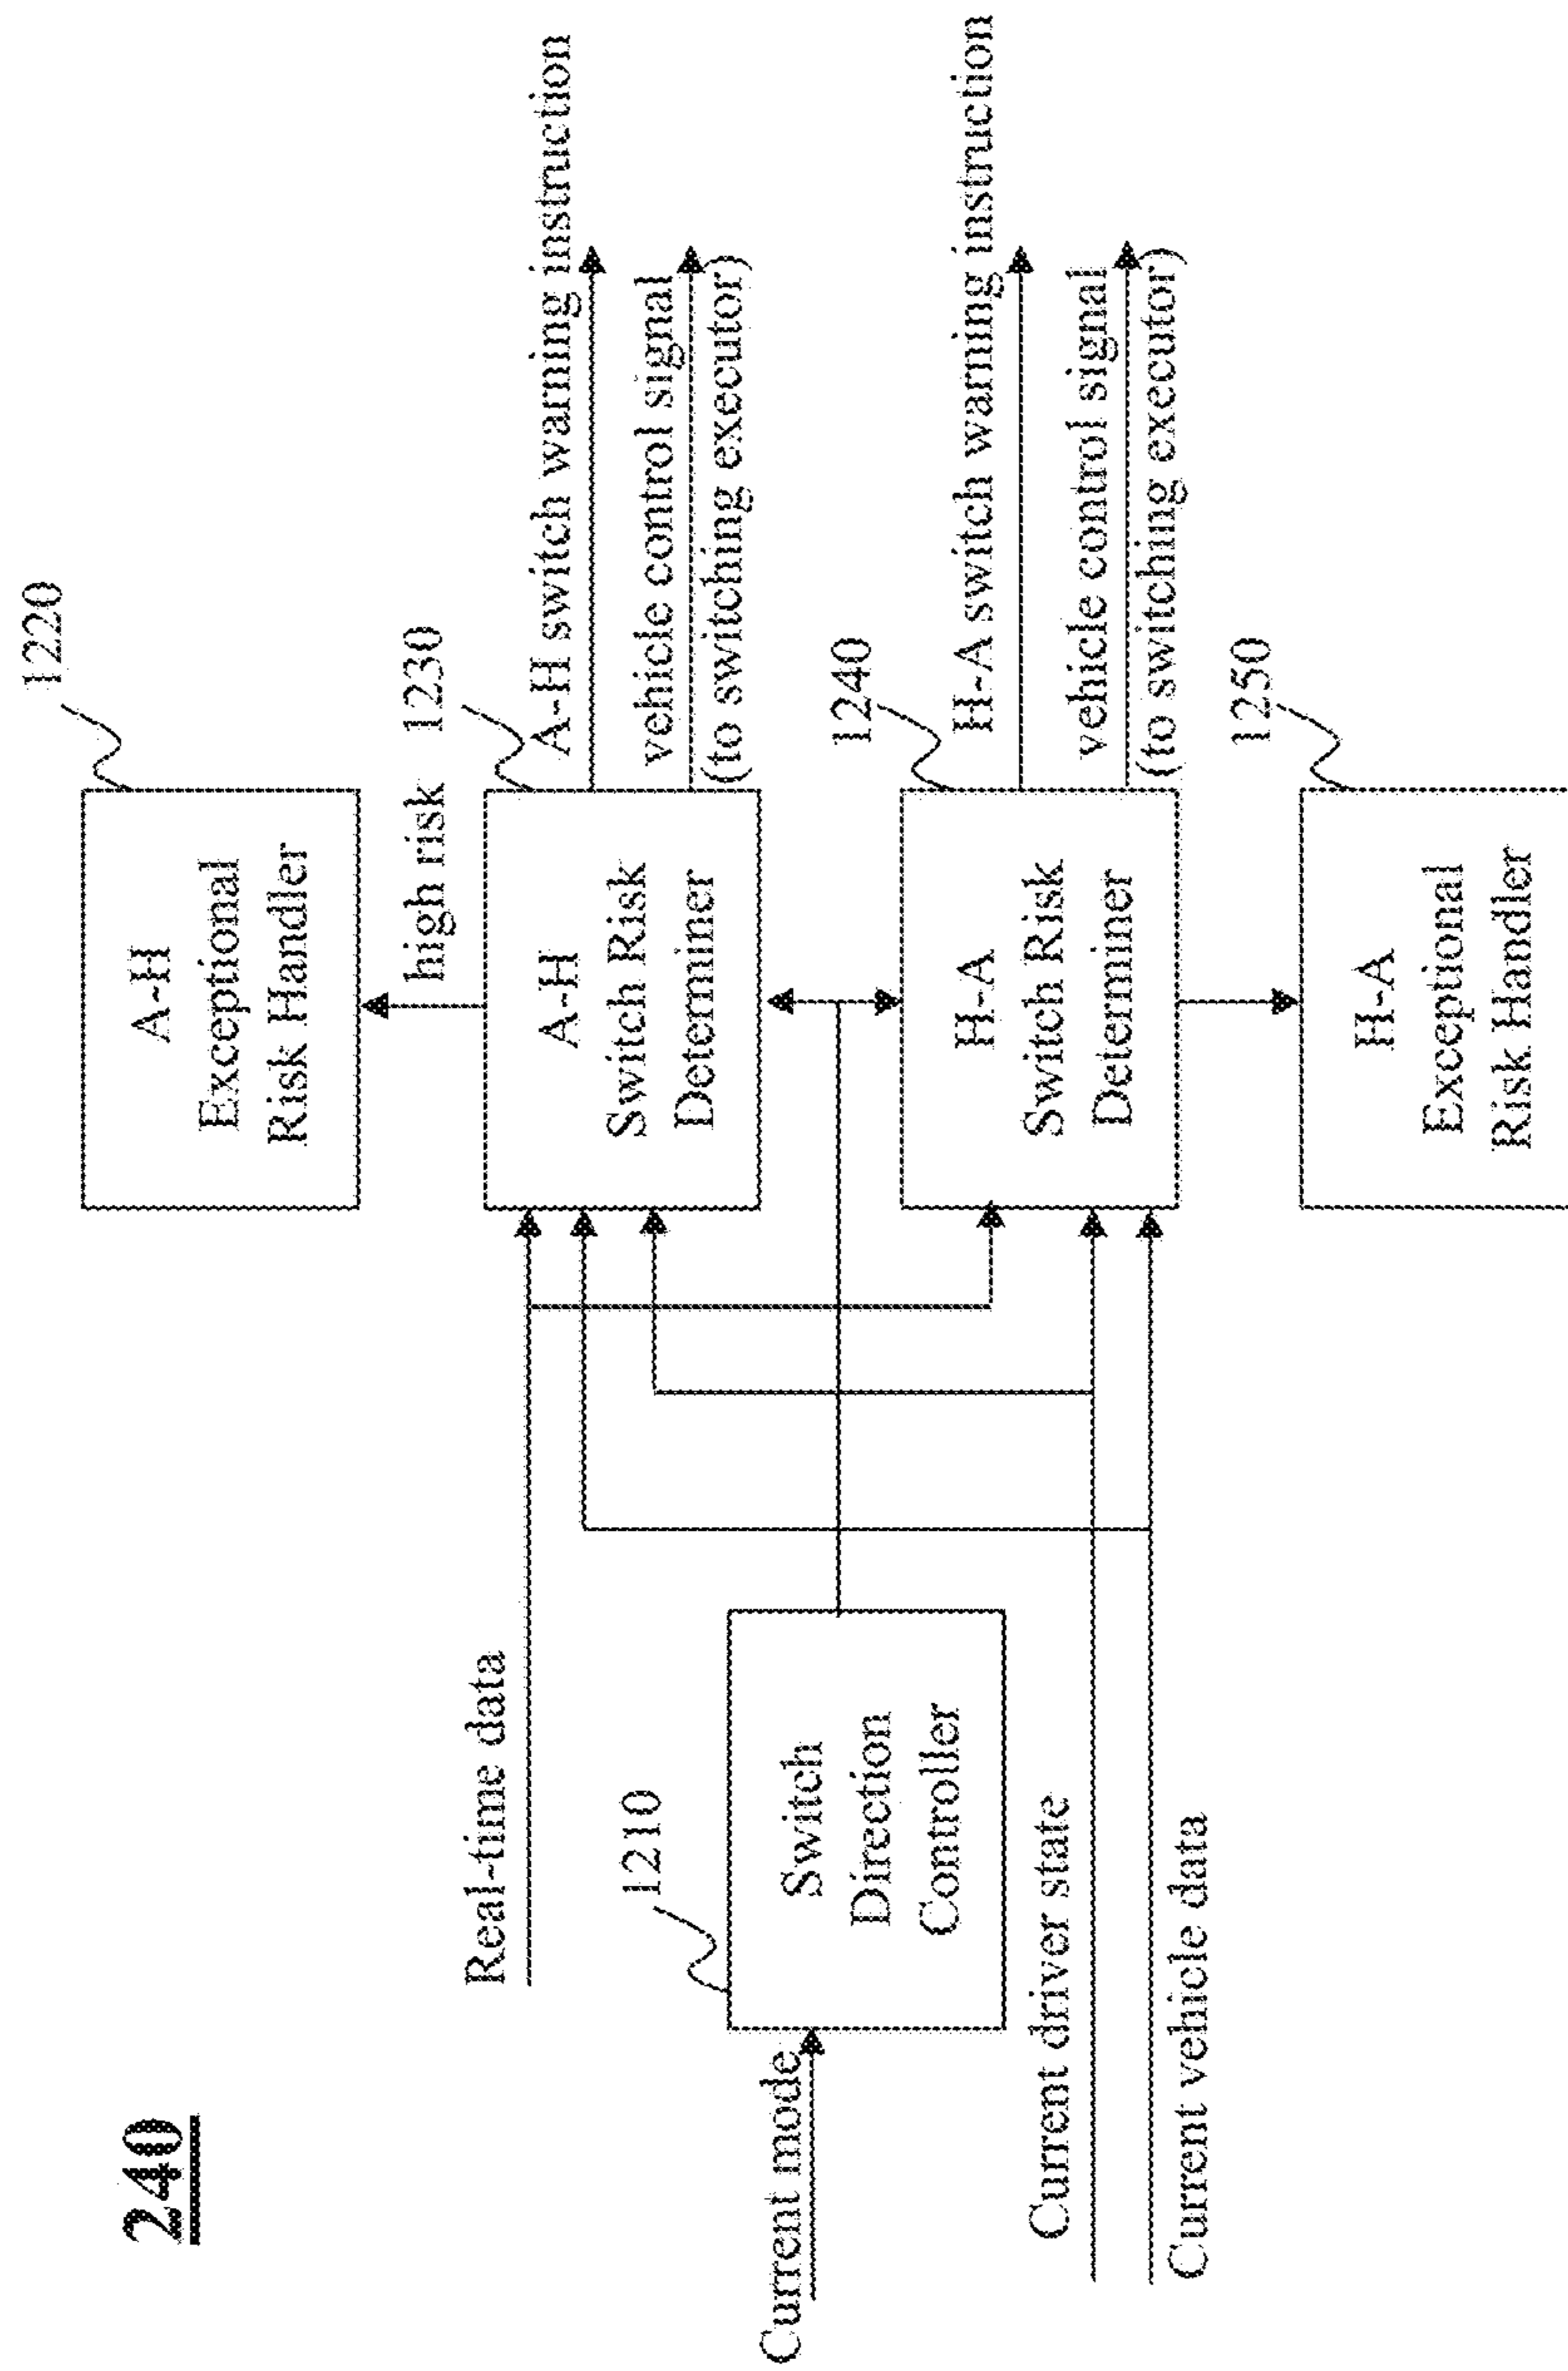 240
1220
A-H
Exceptional
Risk Handler
high risk
1230
A-H switch warning instruction
Real-time data
A-H
Switch Risk
Determiner
vehicle control signal
(to switching executor)
1210
Current mode
Switch
Direction
Controller
1240
H-A switch warning instruction
Current driver state
H-A
Switch Risk
Determiner
vehicle control signal
(to switching executor)
Current vehicle data
1250
H-A
Exceptional
Risk Handler